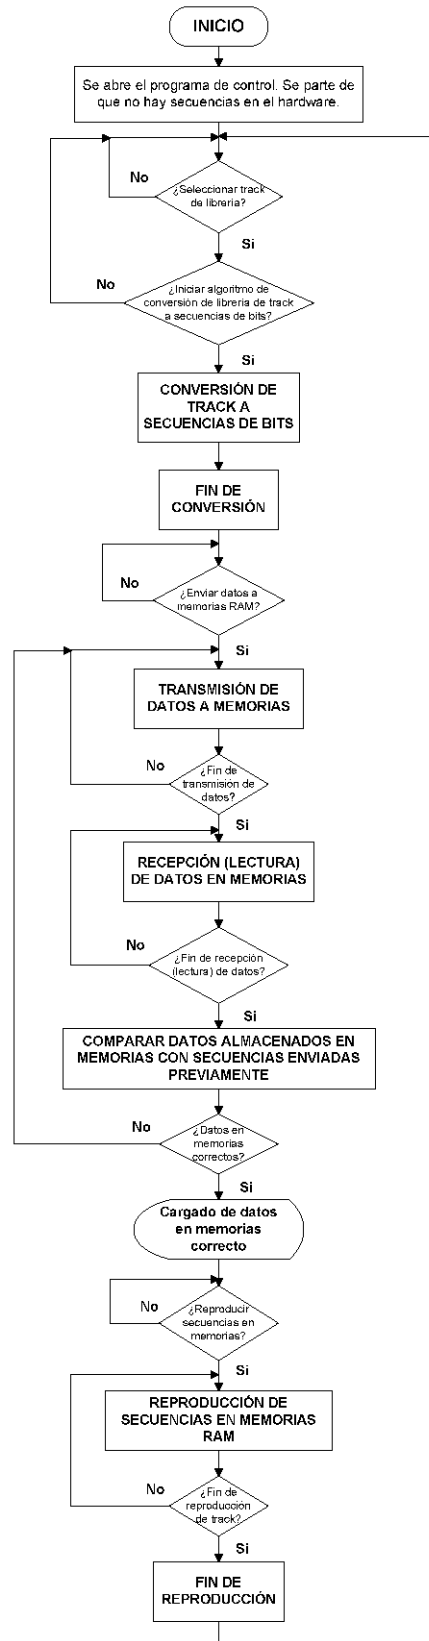 INICIO
Se abre el programa de control. Se parte de
que no hay secuencias en el hardware.
No
¿Seleccionar track
de libreria?
Si
No
¿Iniciar algoritmo de
conversión de libreria de track
a secuencias de bits?
Si
CONVERSIÓN DE
TRACK A
SECUENCIAS DE BITS
FIN DE
CONVERSIÓN
No
¿Enviar datos a
memorias RAM?
Si
TRANSMISIÓN DE
DATOS A MEMORIAS
No
¿Fin de
transmisión de
datos?
Si
RECEPCIÓN (LECTURA)
DE DATOS EN MEMORIAS
No
¿Fin de recepción
(lectura) de datos?
Si
COMPARAR DATOS ALMACENADOS EN
MEMORIAS CON SECUENCIAS ENVIADAS
PREVIAMENTE
No
¿Datos en
memorias
correctos?
Si
Cargado de datos
en memorias
correcto
No
¿Reproducir
secuencias en
memorias?
Si
REPRODUCCIÓN DE
SECUENCIAS EN MEMORIAS
RAM
No
¿Fin de
reproducción
de track?
Si
FIN DE
REPRODUCCIÓN